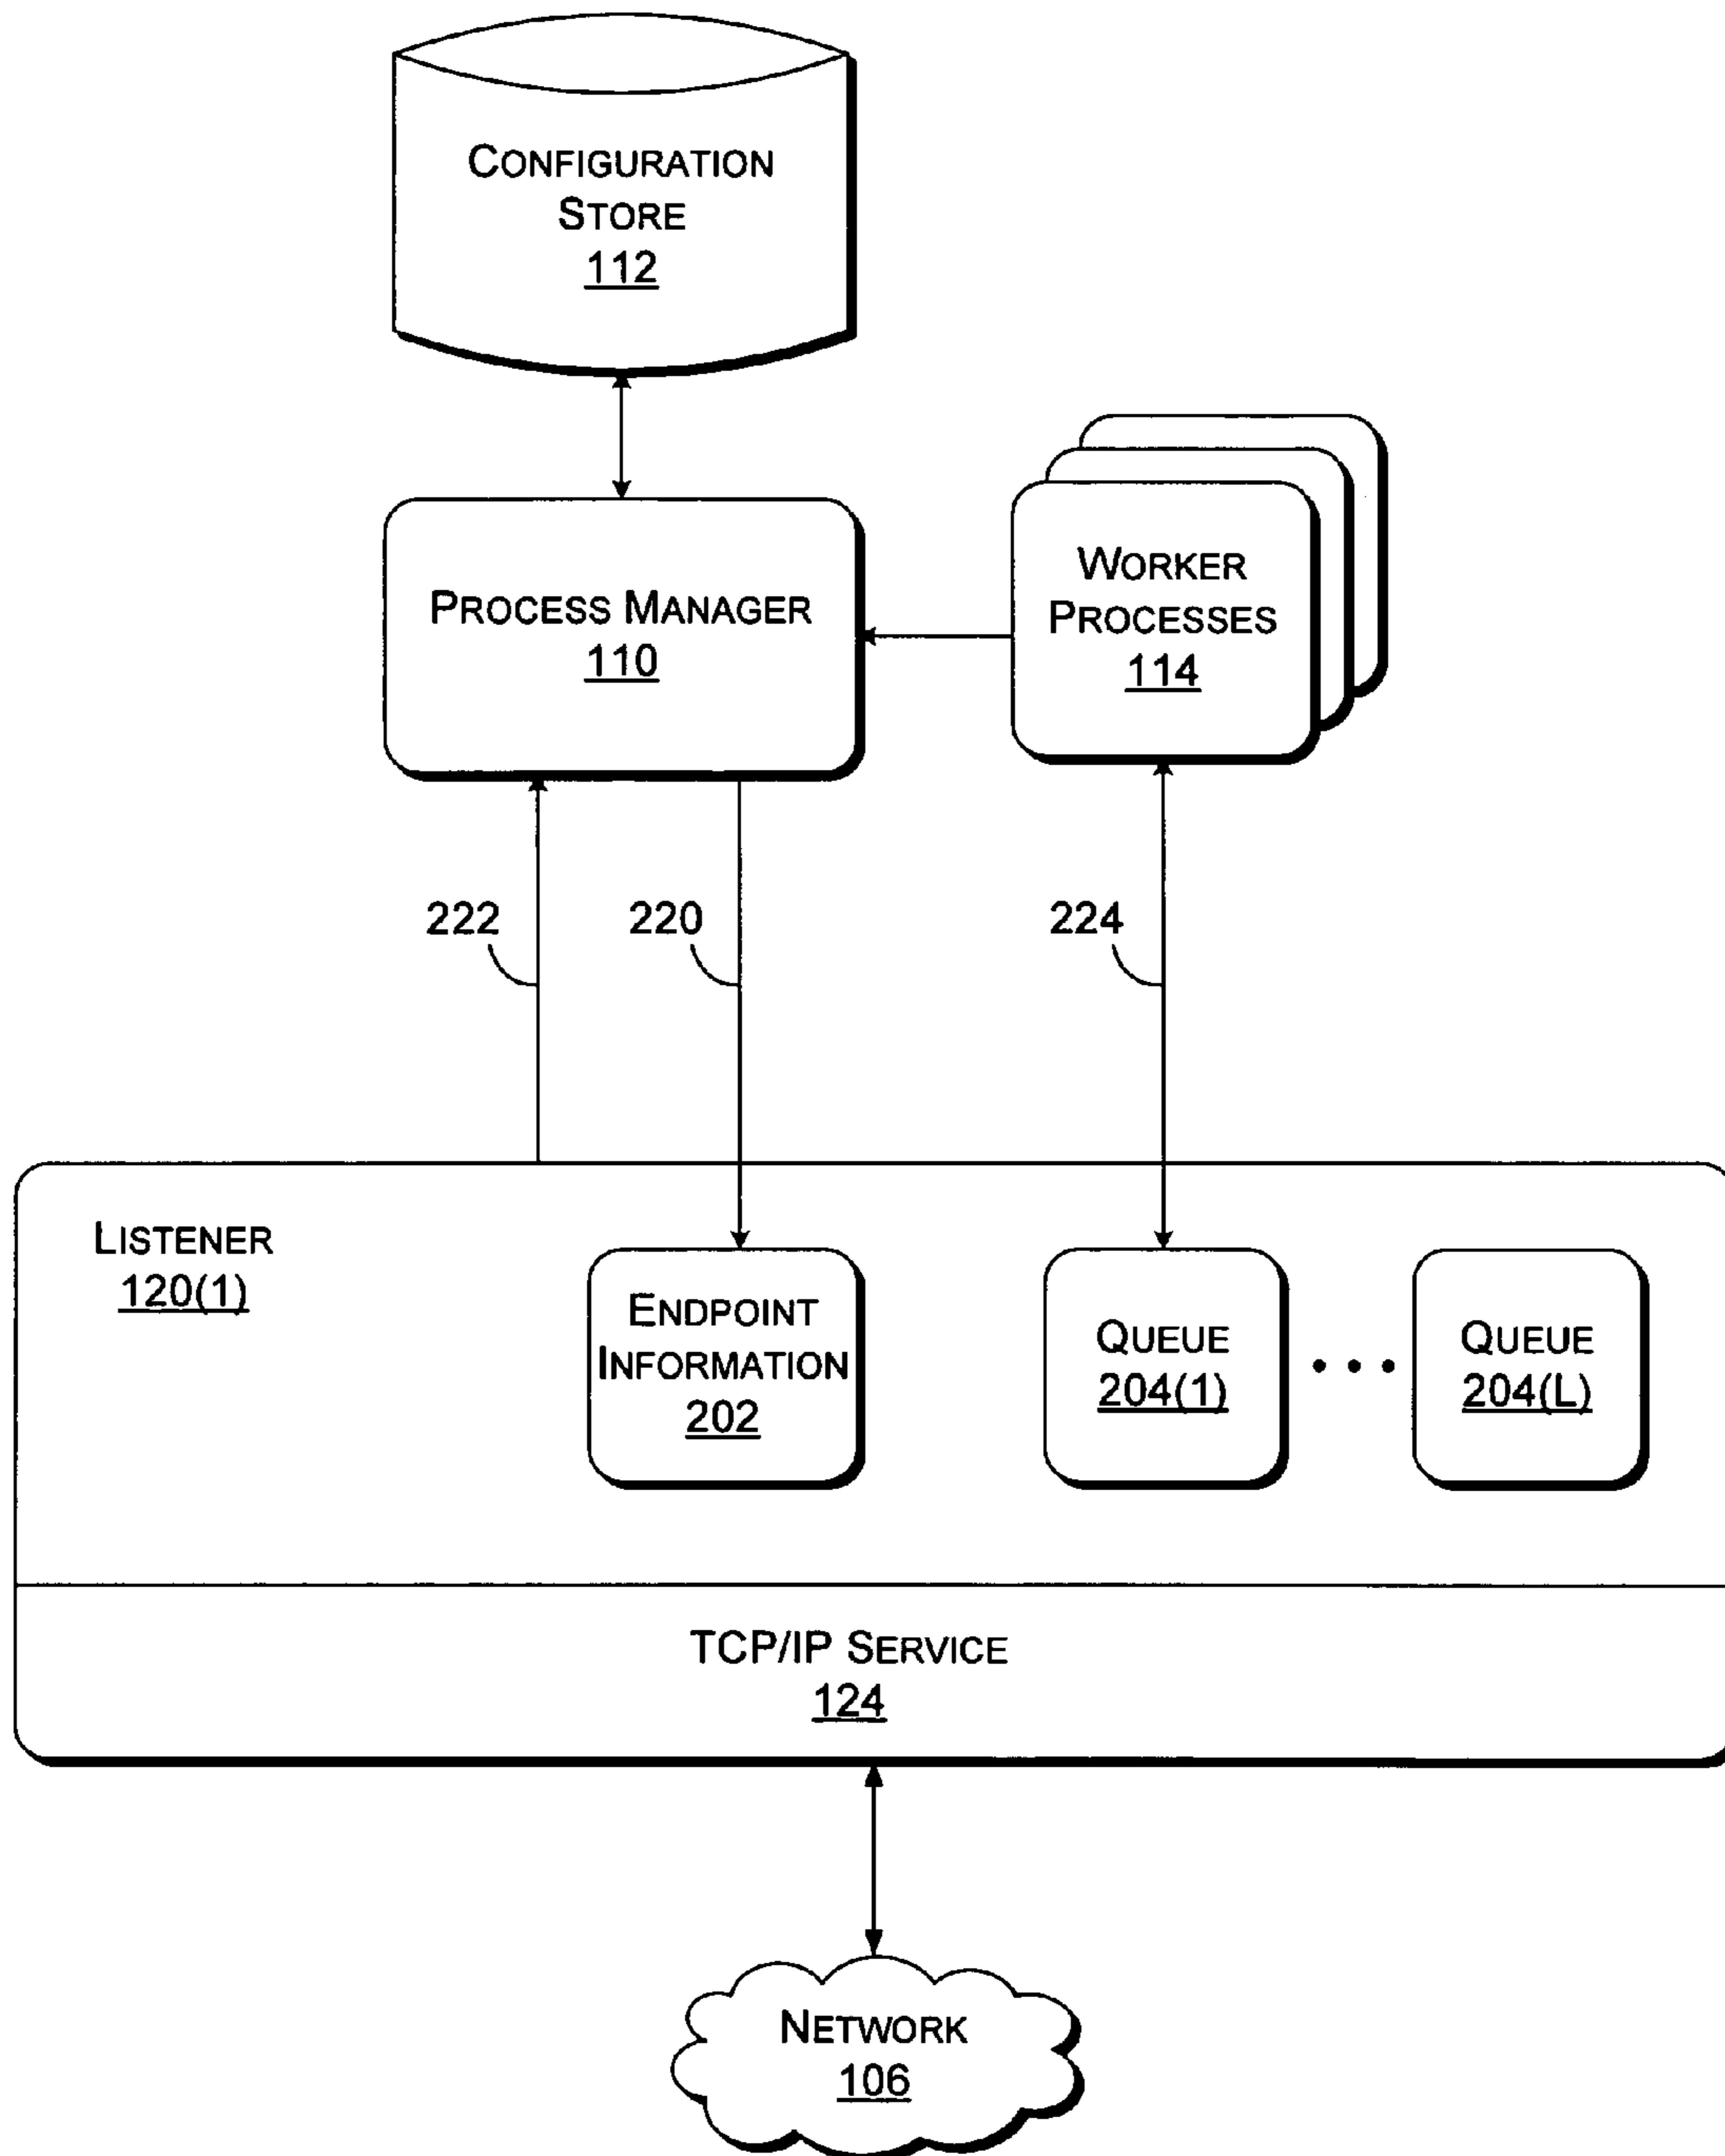 CONFIGURATION
STORE
112
PROCESS MANAGER
110
WORKER
PROCESSES
114
222
220
224
LISTENER
120(1)
ENDPOINT
INFORMATION
202
QUEUE
204(1)
• • •
QUEUE
204(L)
TCP/IP SERVICE
124
NETWORK
106